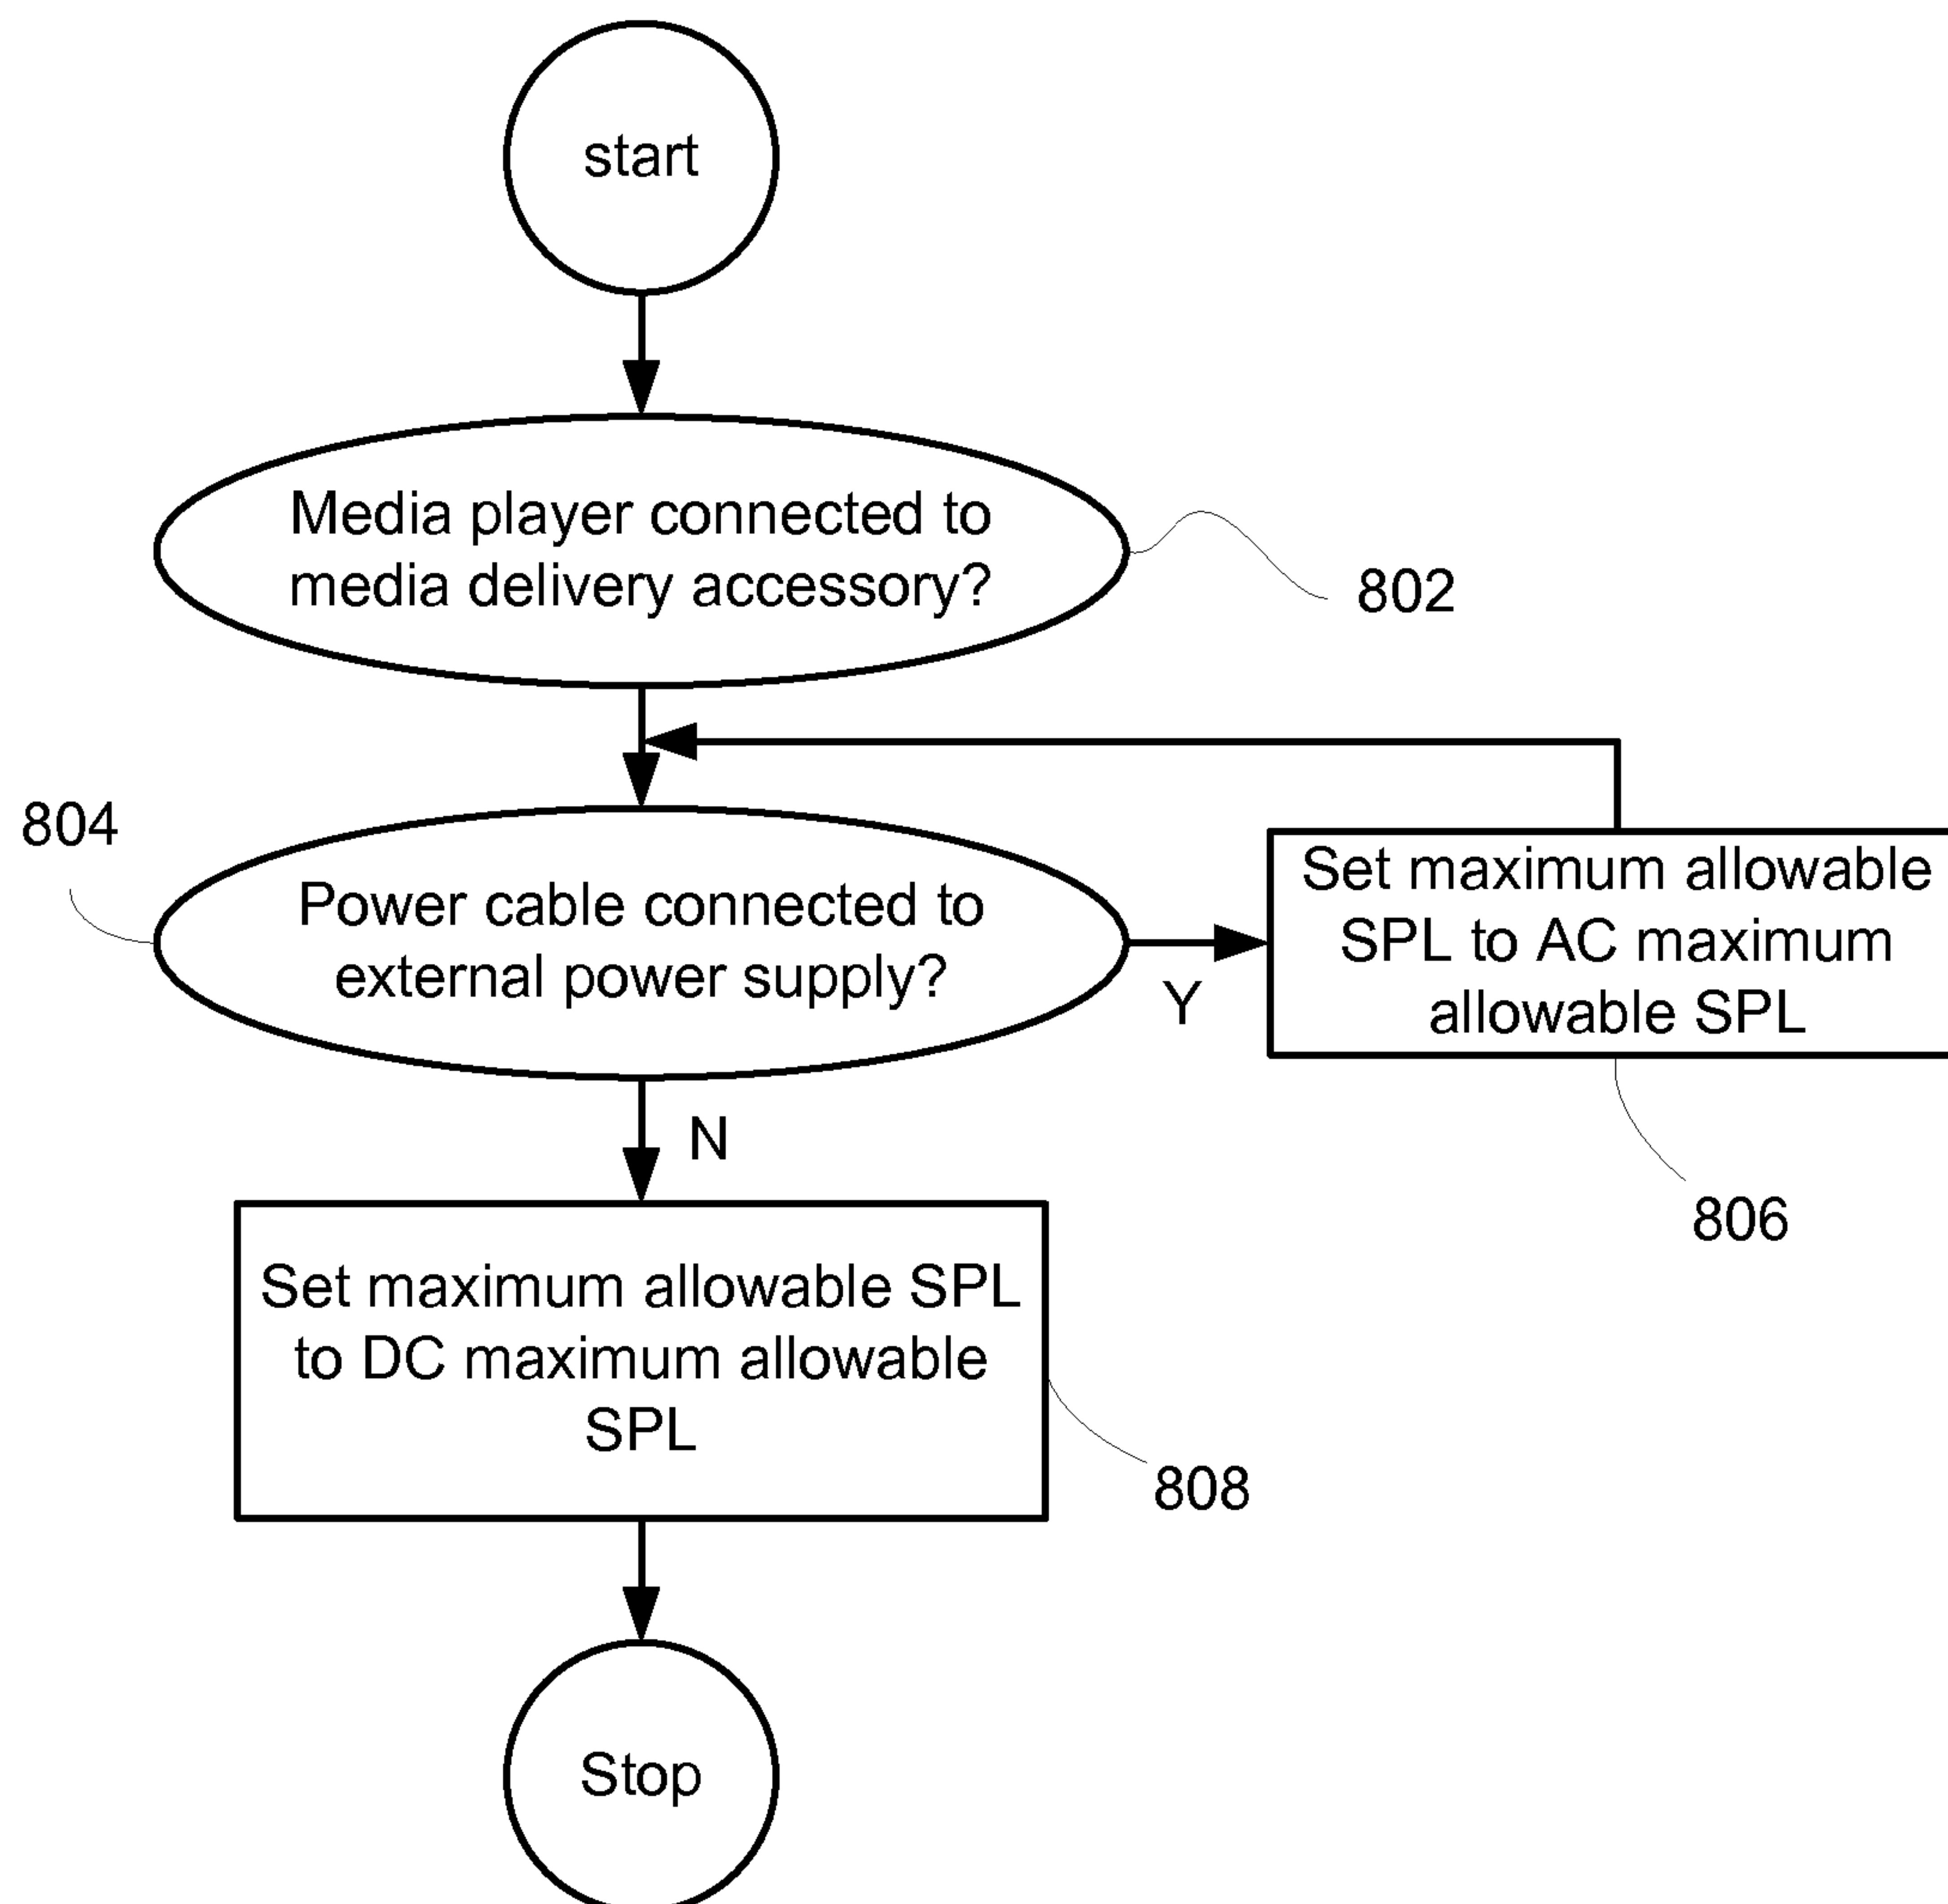 start
Media player connected to
media delivery accessory?
802
804
Power cable connected to
external power supply?
Y
Set maximum allowable
SPL to AC maximum
allowable SPL
806
N
Set maximum allowable SPL
to DC maximum allowable
SPL
808
Stop